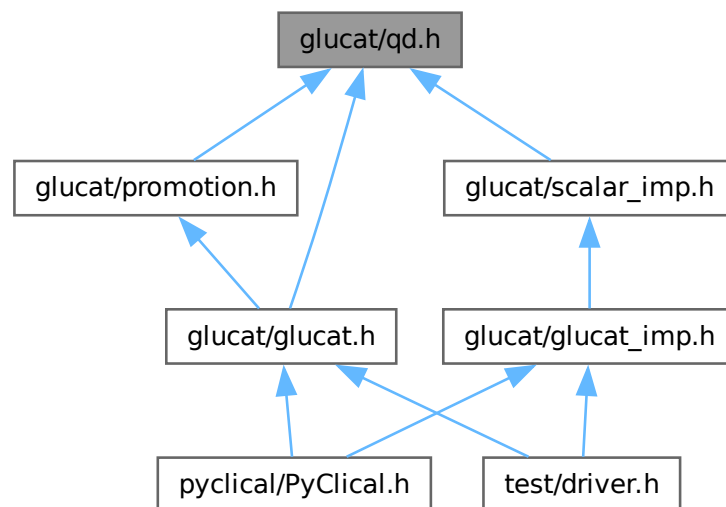 glucat/qd.h
glucat/promotion.h
glucat/scalar_imp.h
glucat/glucat.h
glucat/glucat_imp.h
pyclical/PyClical.h
test/driver.h